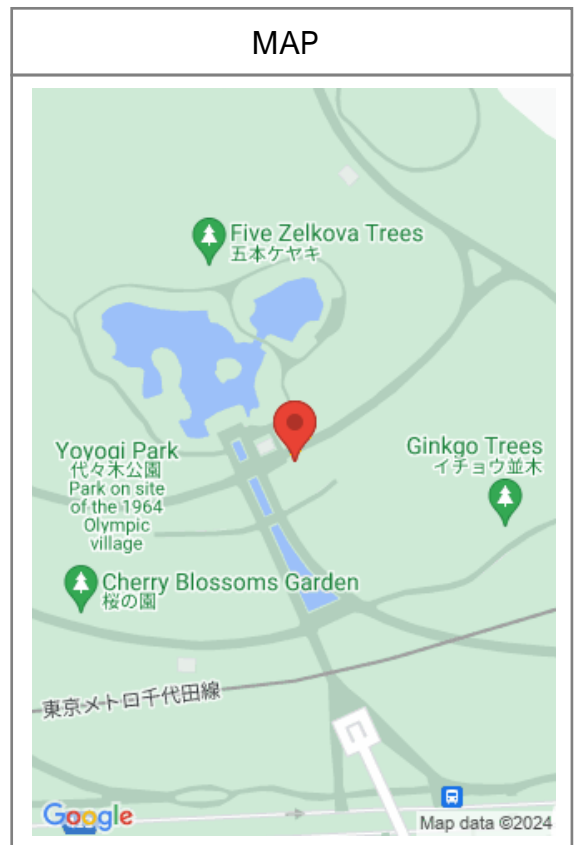 MAP
Five Zelkova Trees
五本ケヤキ
Yoyogi Park
代々木公園
Park on site
of the 1964
Olympic
village
Ginkgo Trees
イチョウ並木
Cherry Blossoms Garden
桜の園
東京メトロ千代田線
Google
Map data ©2024